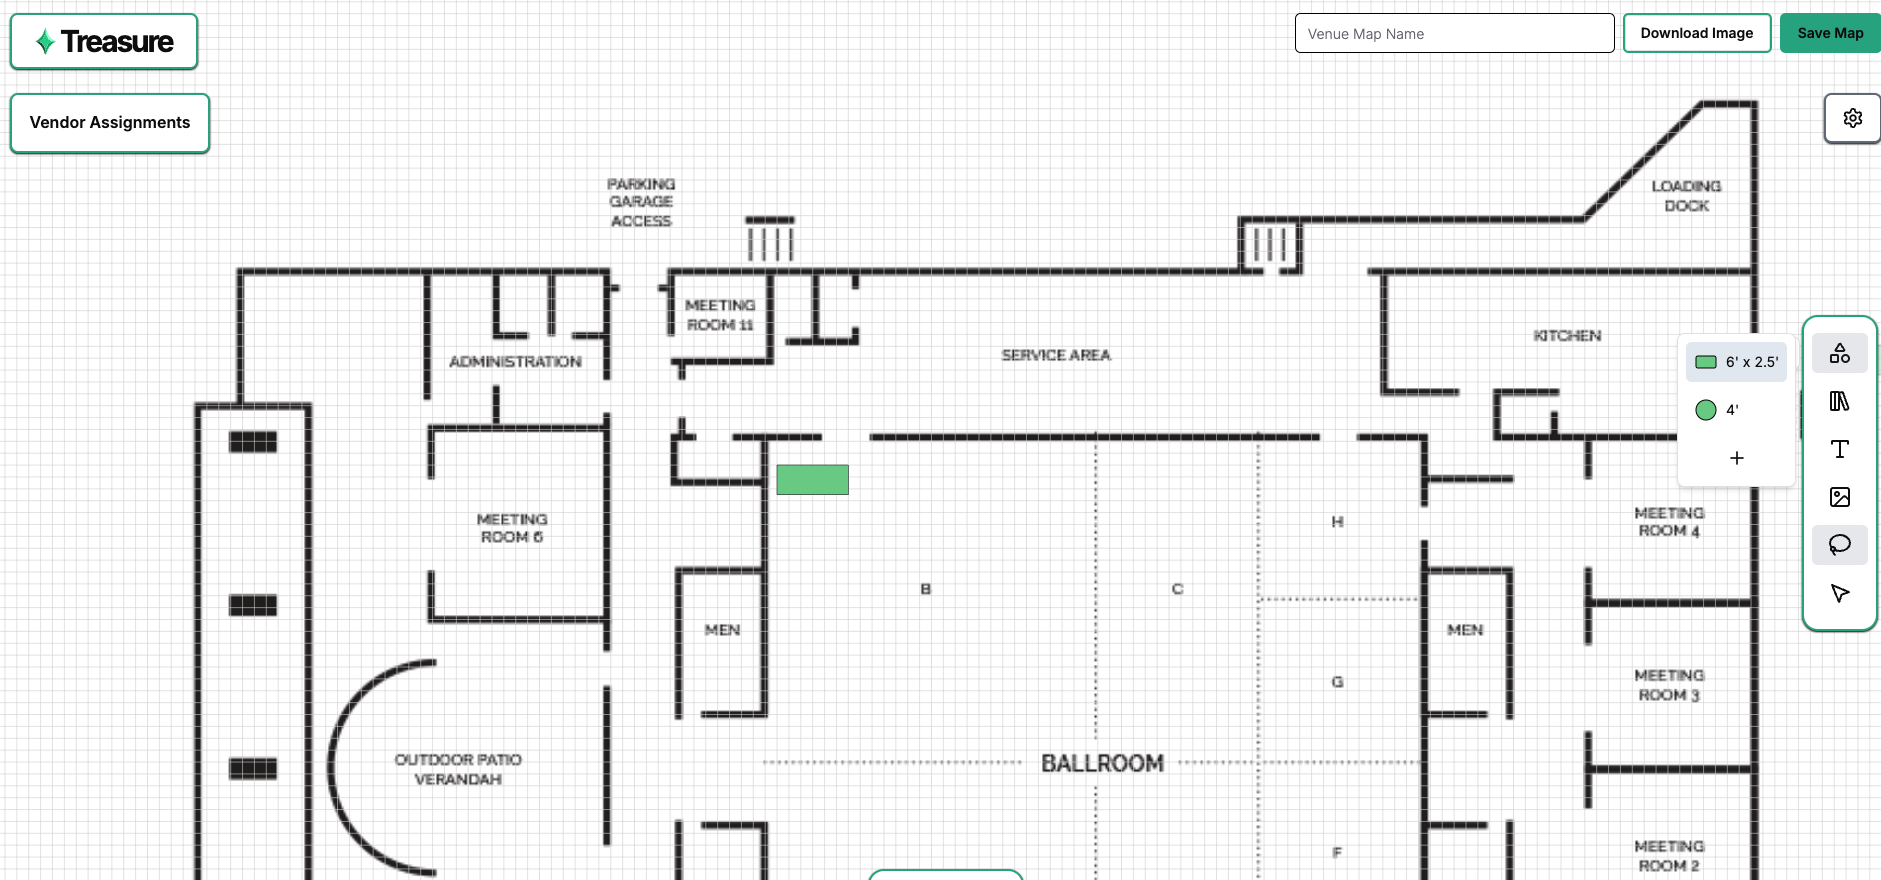 Treasure
Venue Map Name
Download Image
Save Map
Vendor Assignments
PARKING
GARAGE
ACCESS
LOADING
DOCK
MEETING
ROOM 11
ADMINISTRATION
SERVICE AREA
KITCHEN
6' x 2.5'
4'
MEETING
ROOM 6
H
MEETING
ROOM 4
B
C
MEN
MEN
G
MEETING
ROOM 3
OUTDOOR PATIO
VERANDAH
BALLROOM
F
MEETING
ROOM 2